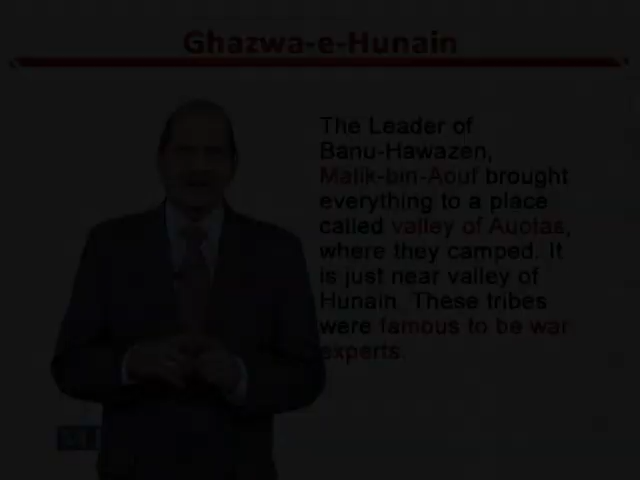 Ghazwa-e-Hunain
The Leader of
Banu-Hawazen,
Malik-bin-Aouf brought
everything to a place
called valley of Auotas,
where they camped. It
is just near valley of
Hunain. These tribes
were famous to be war
experts.